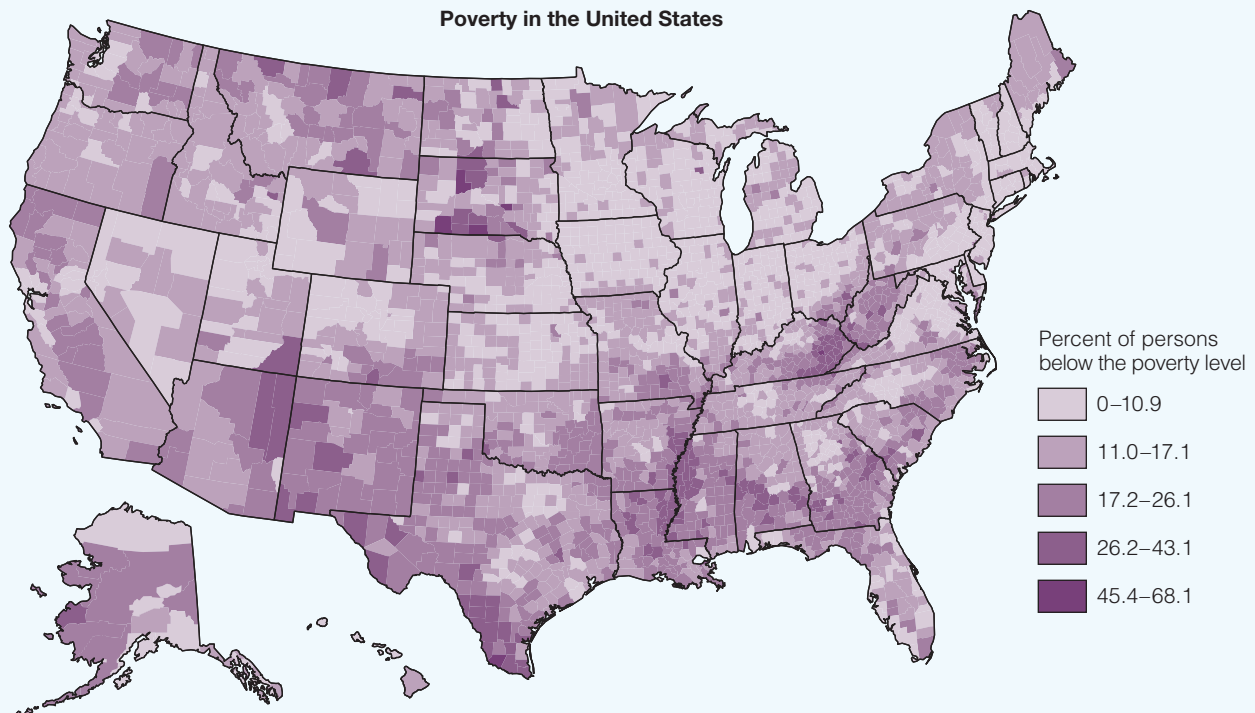 Poverty in the United States
Percent of persons
below the poverty level
0–10.9
11.0–17.1
17.2–26.1
26.2–43.1
45.4–68.1